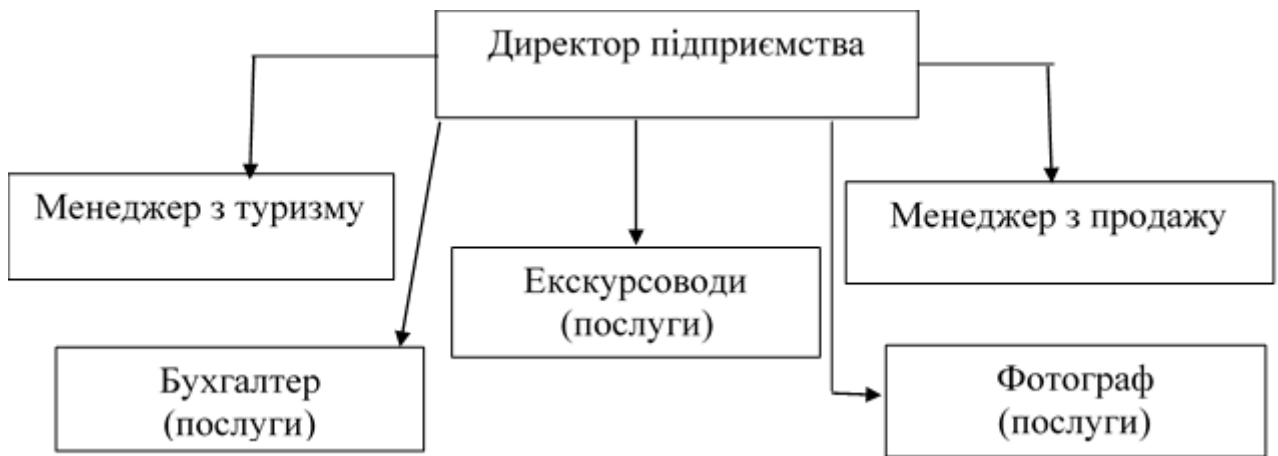 Директор підприємства
Менеджер з туризму
Менеджер з продажу
Екскурсоводи
(послуги)
Бухгалтер
(послуги)
Фотограф
(послуги)